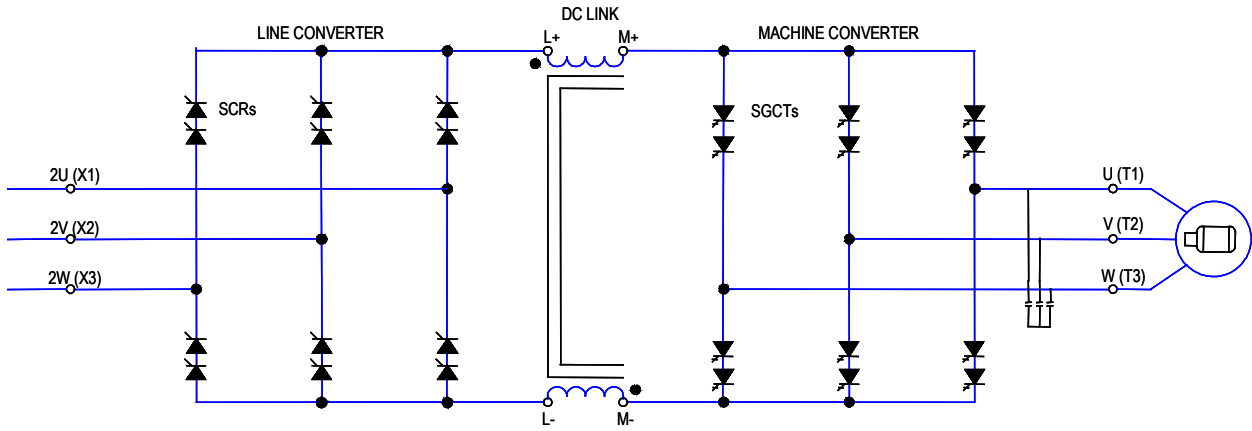 DC LINK
LINE CONVERTER
L+
M+
MACHINE CONVERTER
SCRs
SGCTs
2U (X1)
U (T1)
2V (X2)
V (T2)
2W (X3)
W (T3)
L-
M-